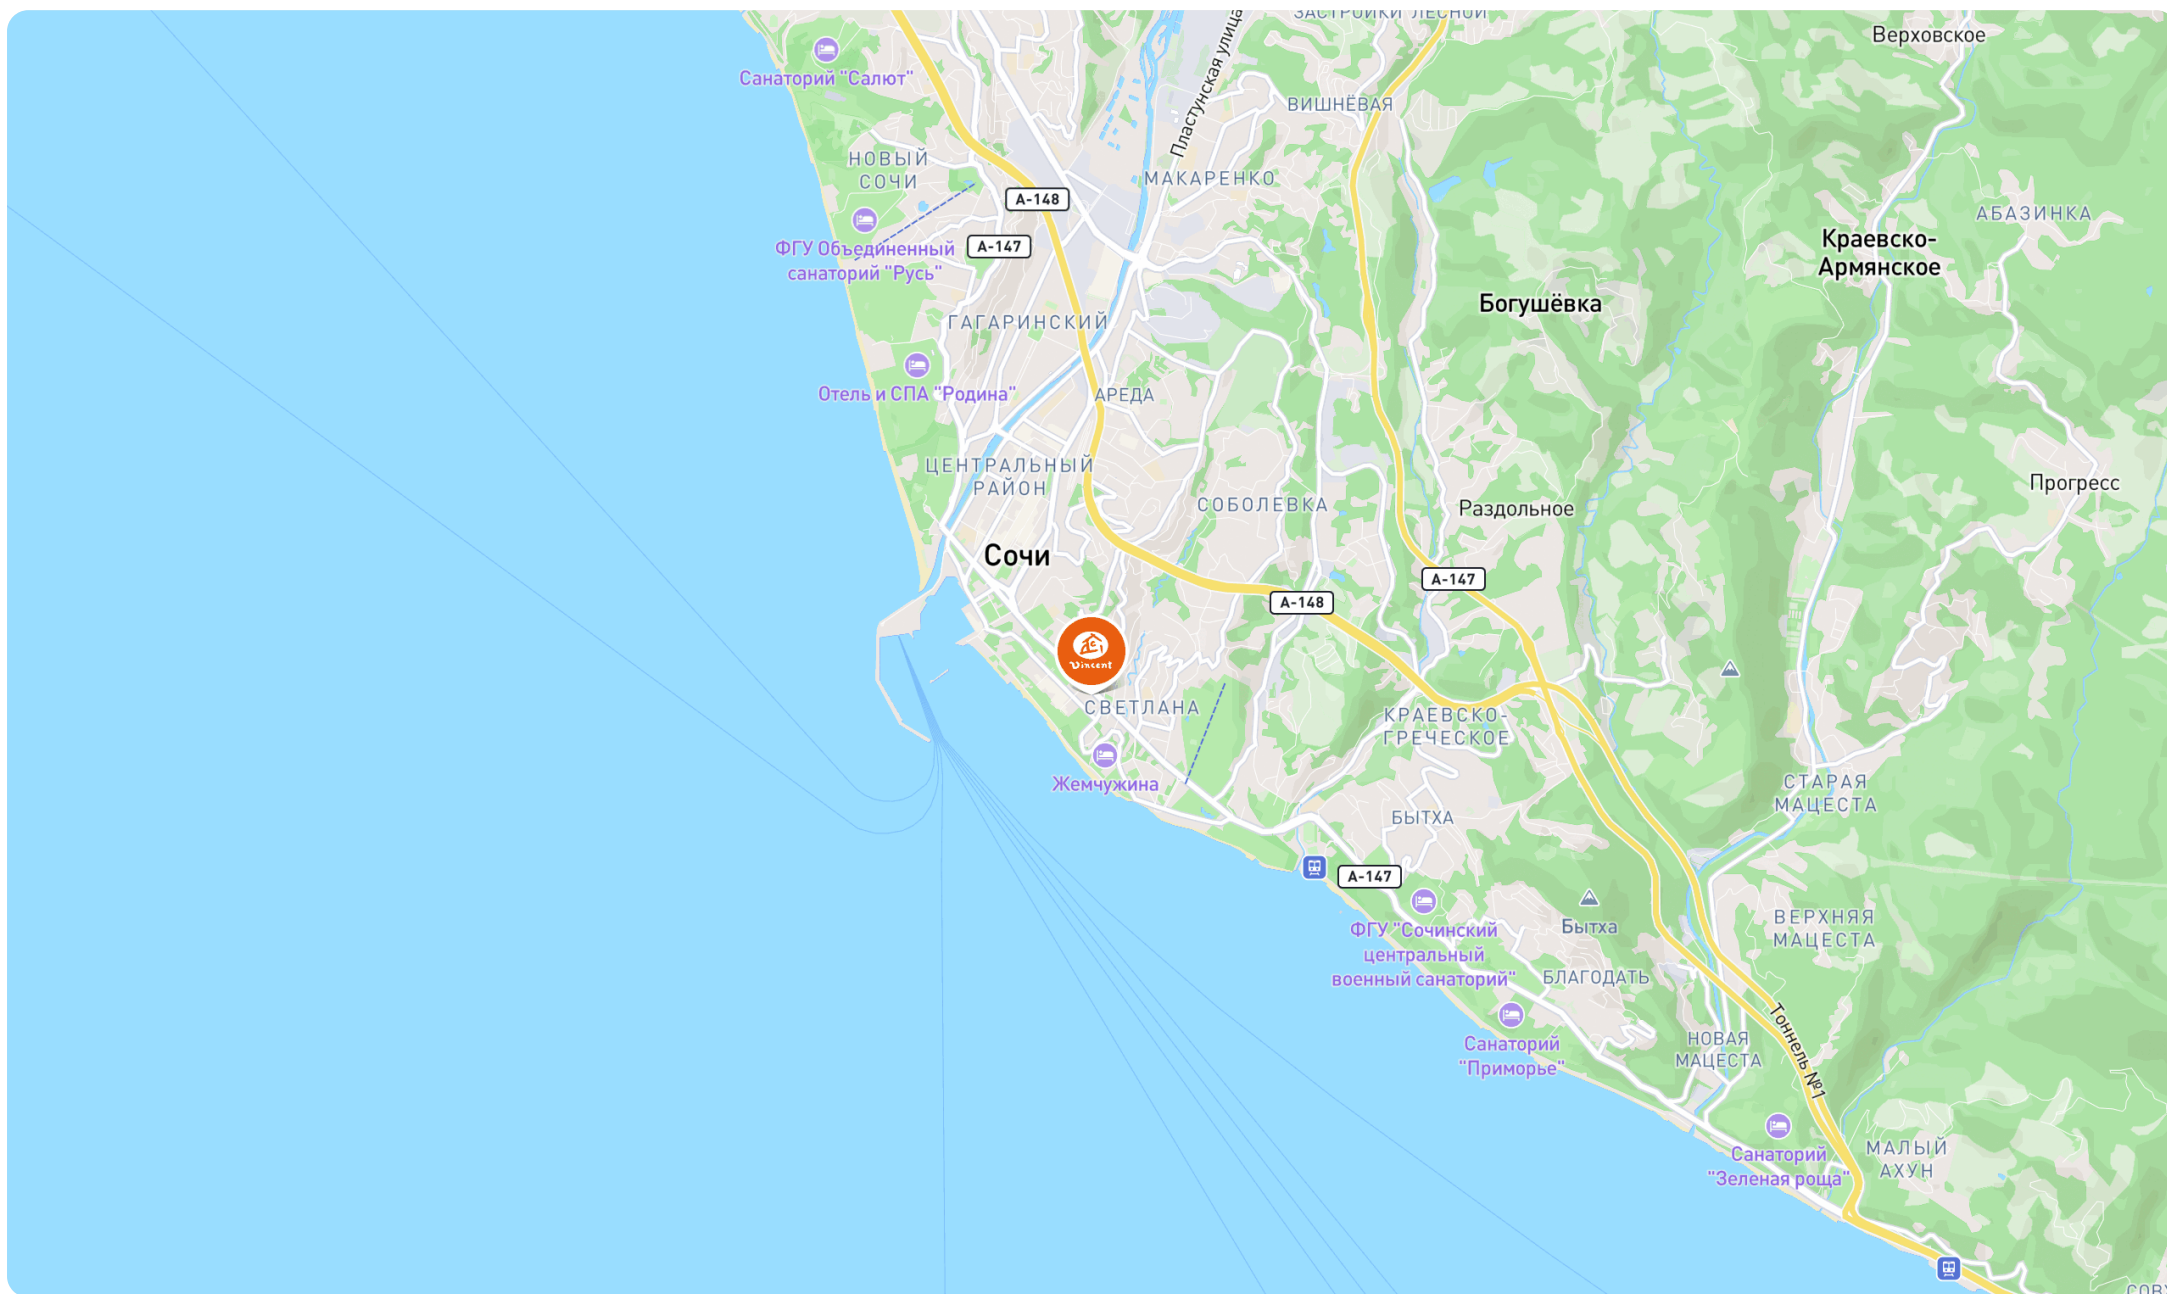 ЗАСТРОЙКИ ЛЕСНОЙ
Верховское
Санаторий "Салют"
Пластунская улица
ВИШНЁВАЯ
НОВЫЙ
СОЧИ
МАКАРЕНКО
А-148
АБАЗИНКА
А-147
ФГУ Объединенный
санаторий "Русь"
Краевско-
Армянское
Богушёвка
ГАГАРИНСКИЙ
Отель и СПА "Родина"
АРЕДА
ЦЕНТРАЛЬНЫЙ
РАЙОН
Прогресс
СОБОЛЕВКА
Раздольное
Сочи
А-147
А-148
Vincent
СВЕТЛАНА
КРАЕВСКО-
ГРЕЧЕСКОЕ
Жемчужина
СТАРАЯ
МАЦЕСТА
БЫТХА
А-147
ФГУ "Сочинский
центральный
военный санаторий"
Бытха
ВЕРХНЯЯ
МАЦЕСТА
БЛАГОДАТЬ
Санаторий
"Приморье"
НОВАЯ
МАЦЕСТА
Тоннель №1
Санаторий
"Зеленая роща"
МАЛЫЙ
АХУН